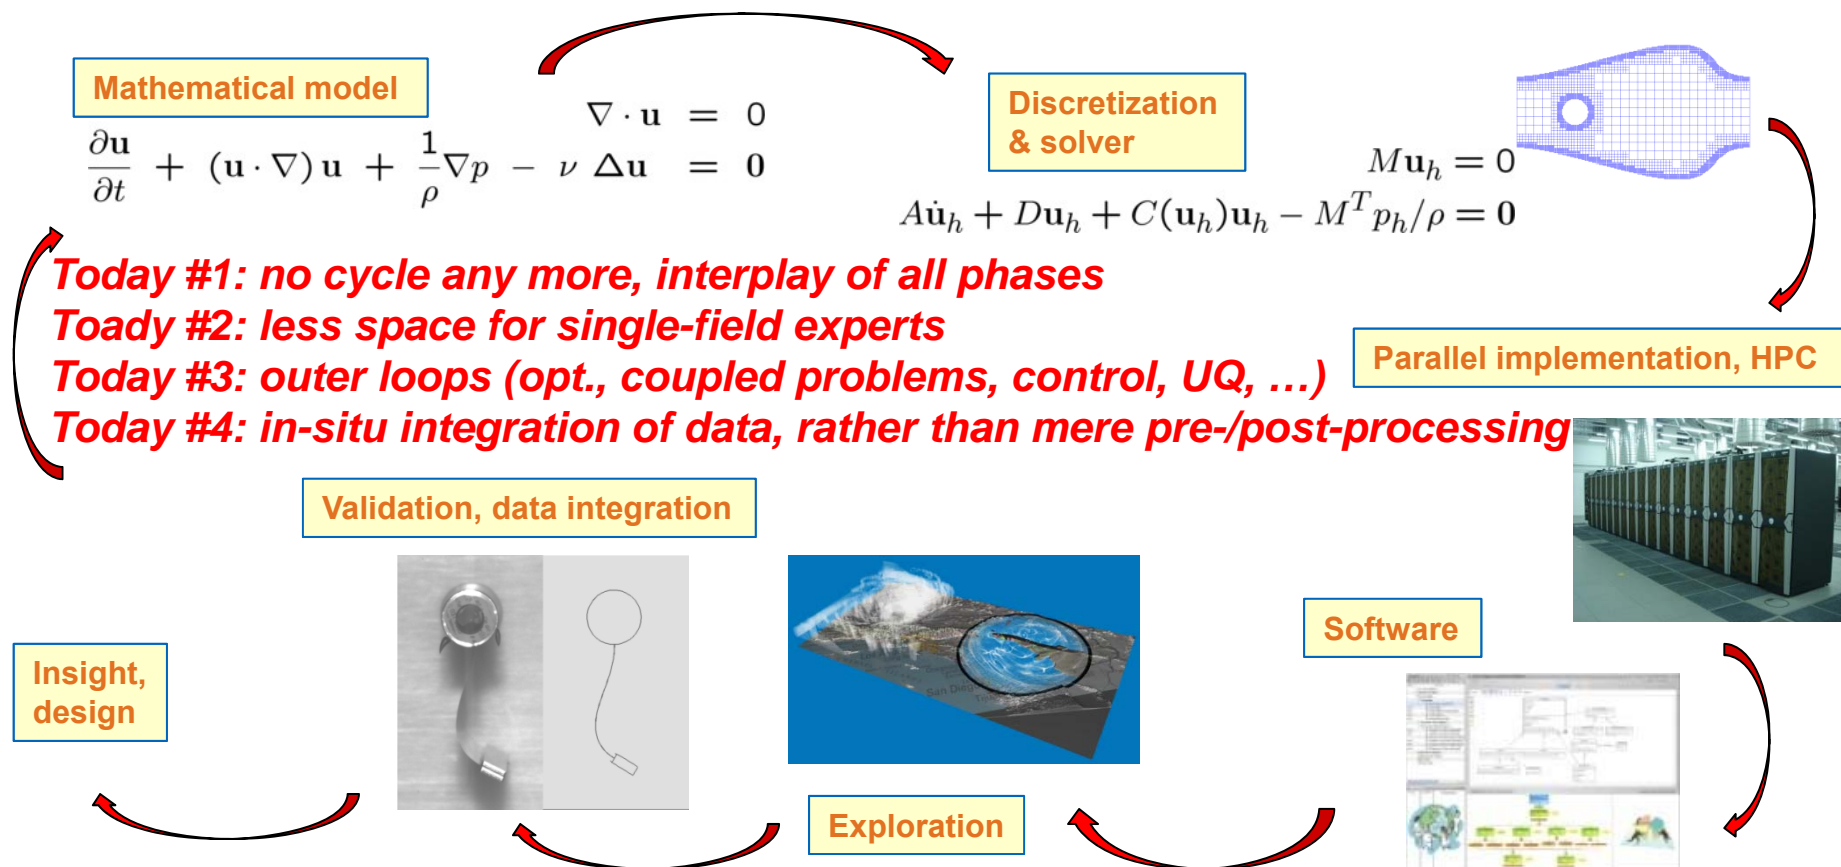 Mathematical model
∇ · u = 0
∂u/∂t + (u · ∇) u + 1/ρ ∇p − ν Δu = 0
Discretization
& solver
Mu_h = 0
Au̇_h + Du_h + C(u_h)u_h − M^T p_h/ρ = 0
Today #1: no cycle any more, interplay of all phases
Toady #2: less space for single-field experts
Today #3: outer loops (opt., coupled problems, control, UQ, …)
Today #4: in-situ integration of data, rather than mere pre-/post-processing
Parallel implementation, HPC
Validation, data integration
Software
Insight,
design
San Dieg
Exploration